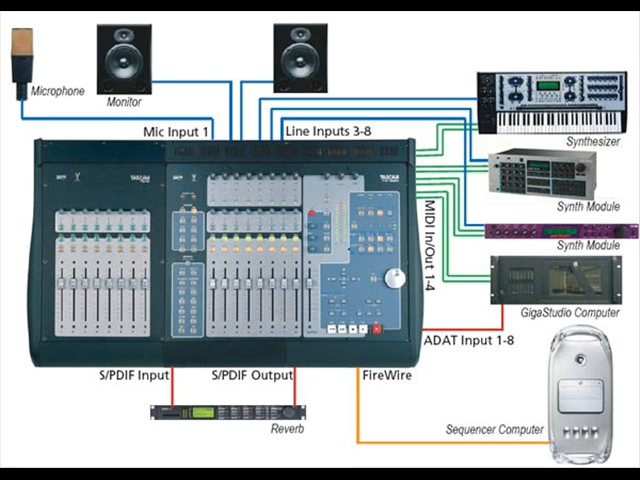 Microphone
Monitor
Mic Input 1
Line Inputs 3-8
Synthesizer
TASCAM
TASCAM
Synth Module
MIDI In/Out 1-4
Synth Module
GigaStudio Computer
ADAT Input 1-8
S/PDIF Input
S/PDIF Output
FireWire
Reverb
Sequencer Computer